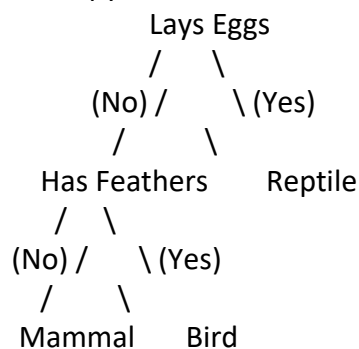 Lays Eggs
/ \
(No) / \ (Yes)
/ \
Has Feathers Reptile
/ \
(No) / \ (Yes)
/ \
Mammal Bird